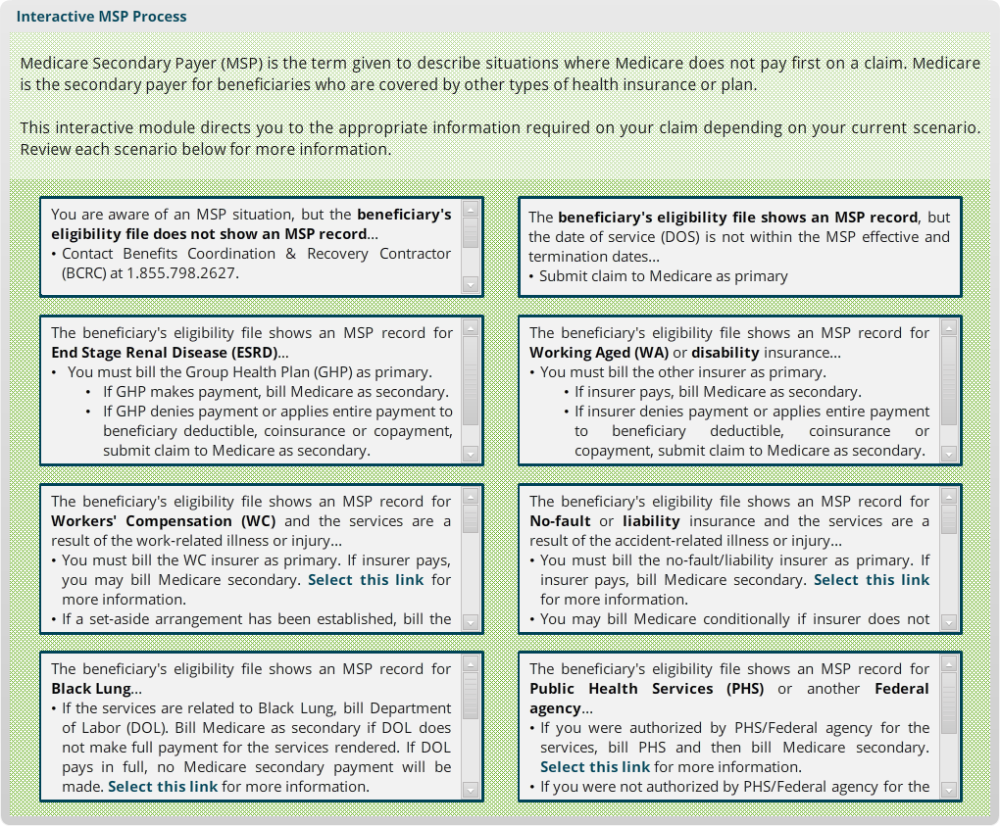 Interactive MSP Process
Medicare Secondary Payer (MSP) is the term given to describe situations where Medicare does not pay first on a claim. Medicare
is the secondary payer for beneficiaries who are covered by other types of health insurance or plan.
This interactive module directs you to the appropriate information required on your claim depending on your current scenario.
Review each scenario below for more information.
You are aware of an MSP situation, but the beneficiary's
eligibility file does not show an MSP record...
• Contact Benefits Coordination & Recovery Contractor
(BCRC) at 1.855.798.2627.
The beneficiary's eligibility file shows an MSP record, but
the date of service (DOS) is not within the MSP effective and
termination dates...
• Submit claim to Medicare as primary
The beneficiary's eligibility file shows an MSP record for
End Stage Renal Disease (ESRD)...
• You must bill the Group Health Plan (GHP) as primary.
• If GHP makes payment, bill Medicare as secondary.
• If GHP denies payment or applies entire payment to
beneficiary deductible, coinsurance or copayment,
submit claim to Medicare as secondary.
The beneficiary's eligibility file shows an MSP record for
Working Aged (WA) or disability insurance...
• You must bill the other insurer as primary.
• If insurer pays, bill Medicare as secondary.
• If insurer denies payment or applies entire payment
to beneficiary deductible, coinsurance or
copayment, submit claim to Medicare as secondary.
The beneficiary's eligibility file shows an MSP record for
Workers' Compensation (WC) and the services are a
result of the work-related illness or injury...
• You must bill the WC insurer as primary. If insurer pays,
you may bill Medicare secondary. Select this link for
more information.
• If a set-aside arrangement has been established, bill the
The beneficiary's eligibility file shows an MSP record for
No-fault or liability insurance and the services are a
result of the accident-related illness or injury...
• You must bill the no-fault/liability insurer as primary. If
insurer pays, bill Medicare secondary. Select this link
for more information.
• You may bill Medicare conditionally if insurer does not
The beneficiary's eligibility file shows an MSP record for
Black Lung...
• If the services are related to Black Lung, bill Department
of Labor (DOL). Bill Medicare as secondary if DOL does
not make full payment for the services rendered. If DOL
pays in full, no Medicare secondary payment will be
made. Select this link for more information.
The beneficiary's eligibility file shows an MSP record for
Public Health Services (PHS) or another Federal
agency...
• If you were authorized by PHS/Federal agency for the
services, bill PHS and then bill Medicare secondary.
Select this link for more information.
• If you were not authorized by PHS/Federal agency for the